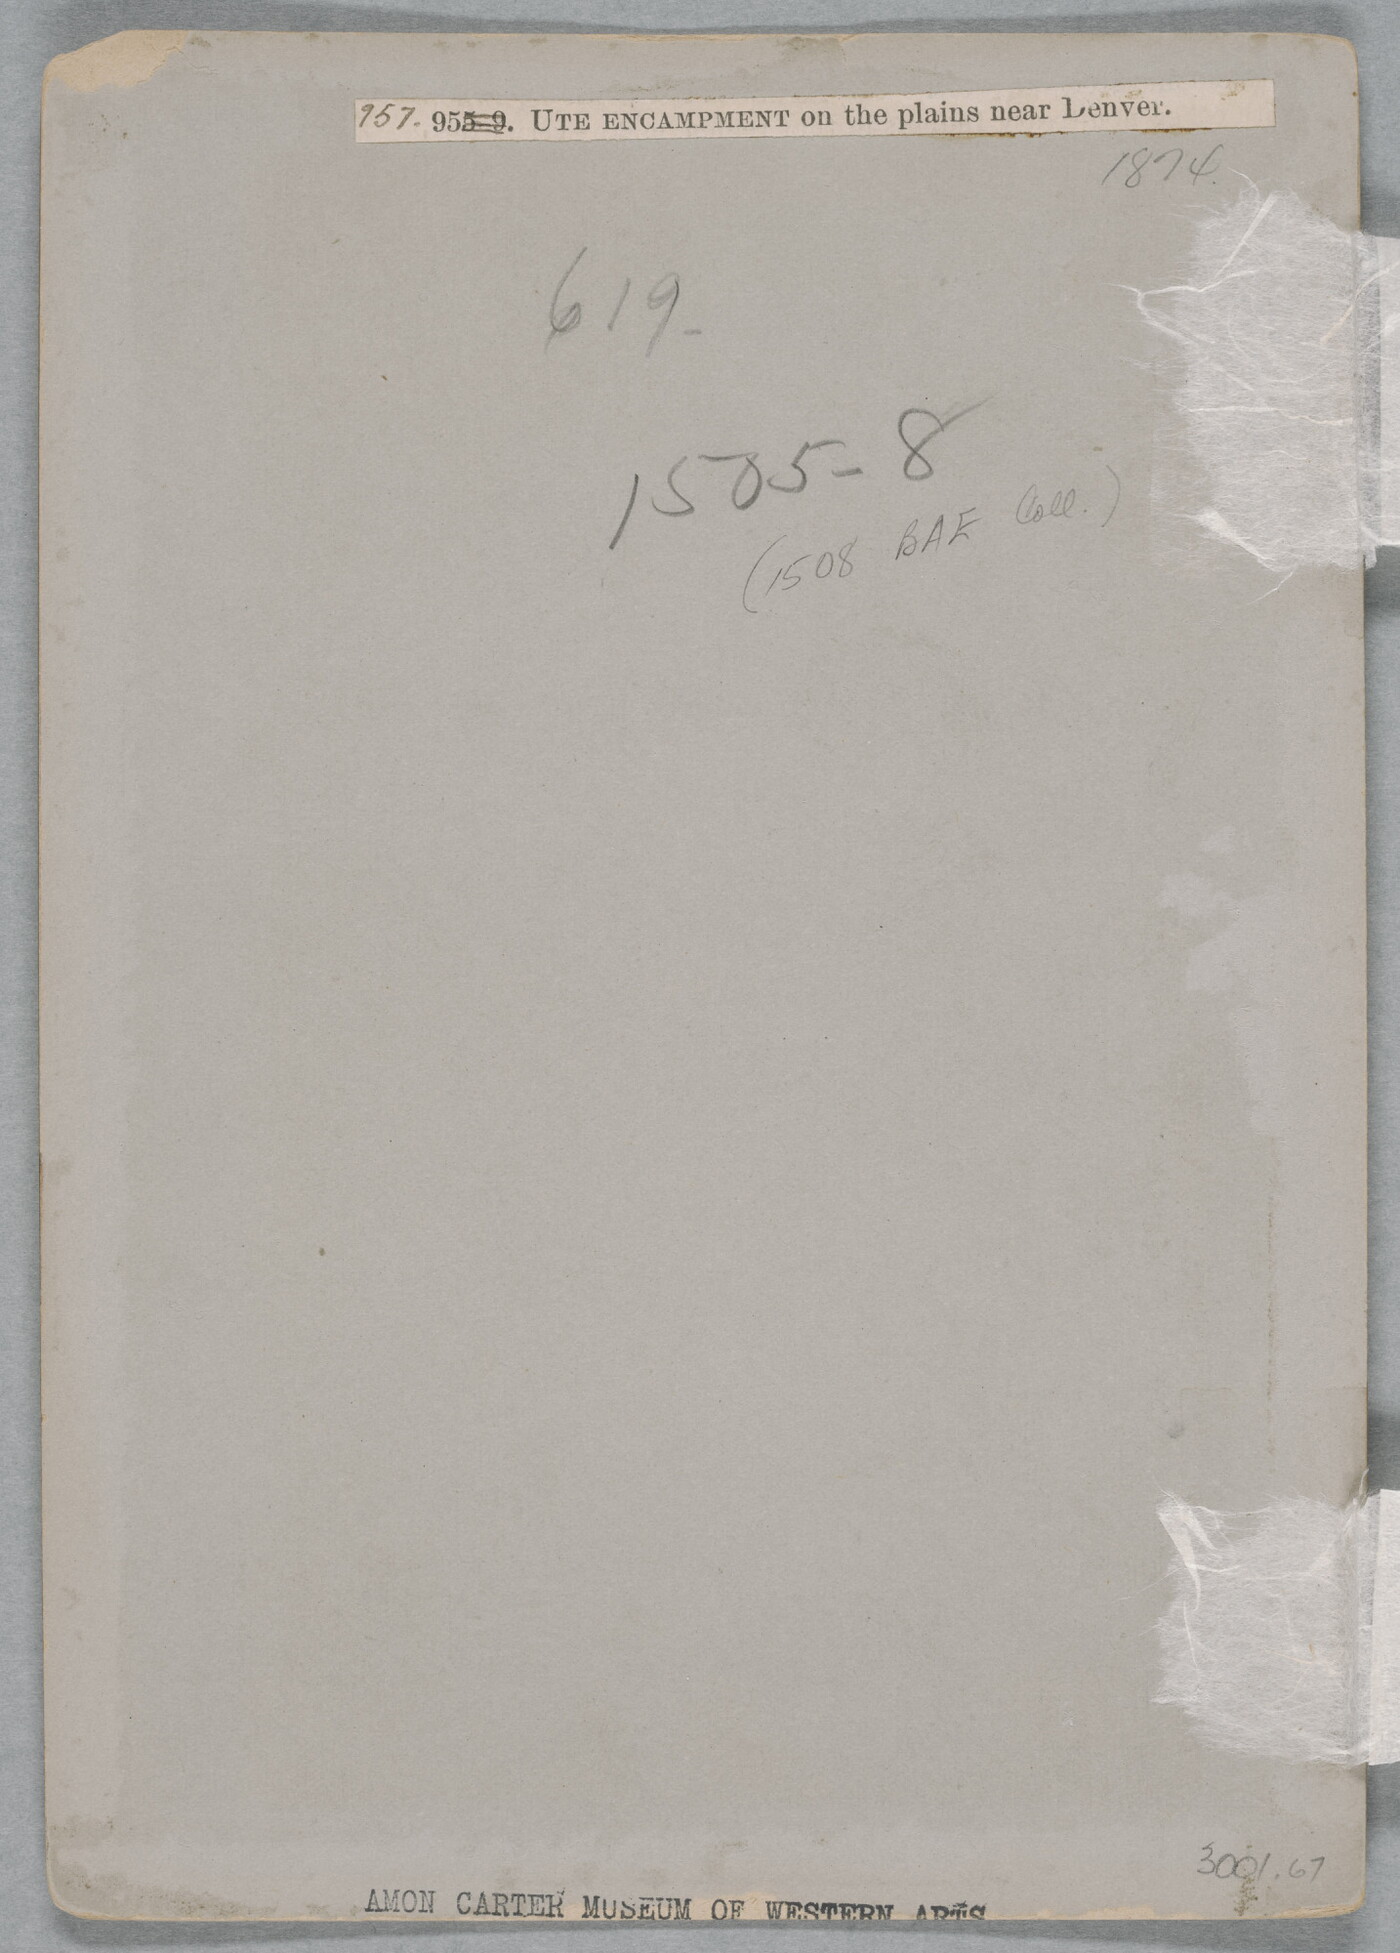 957. 955-9. UTE ENCAMPMENT on the plains near Denver.
1874.
619-
1505-8
(1508 BAE Coll.)
3001.67
AMON CARTER MUSEUM OF WESTERN ARTS